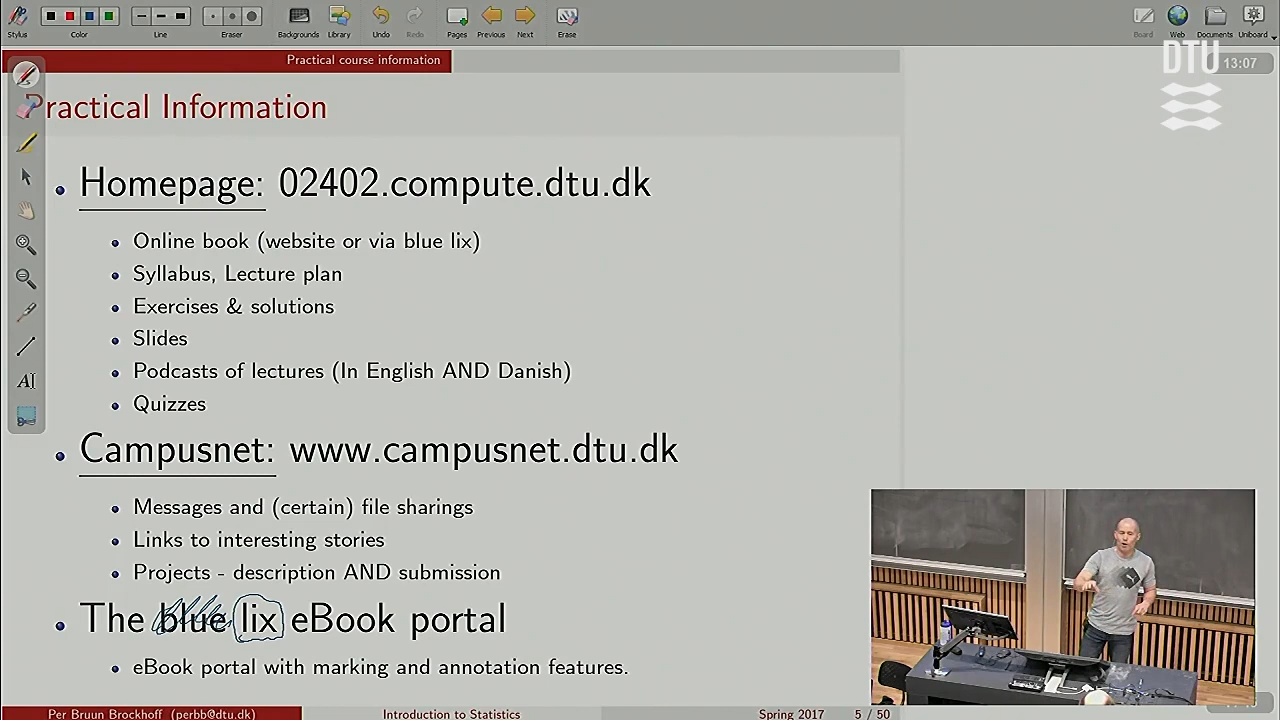 Stylus Color Line Eraser Backgrounds Library Undo Redo Pages Previous Next Erase Board Web Documents Uniboard
Practical course information
DTU 13:07
Practical Information
Homepage: 02402.compute.dtu.dk
Online book (website or via blue lix)
Syllabus, Lecture plan
Exercises & solutions
Slides
Podcasts of lectures (In English AND Danish)
Quizzes
Campusnet: www.campusnet.dtu.dk
Messages and (certain) file sharings
Links to interesting stories
Projects - description AND submission
The blue lix eBook portal
eBook portal with marking and annotation features.
Per Bruun Brockhoff (perbb@dtu.dk) Introduction to Statistics Spring 2017 5 / 50